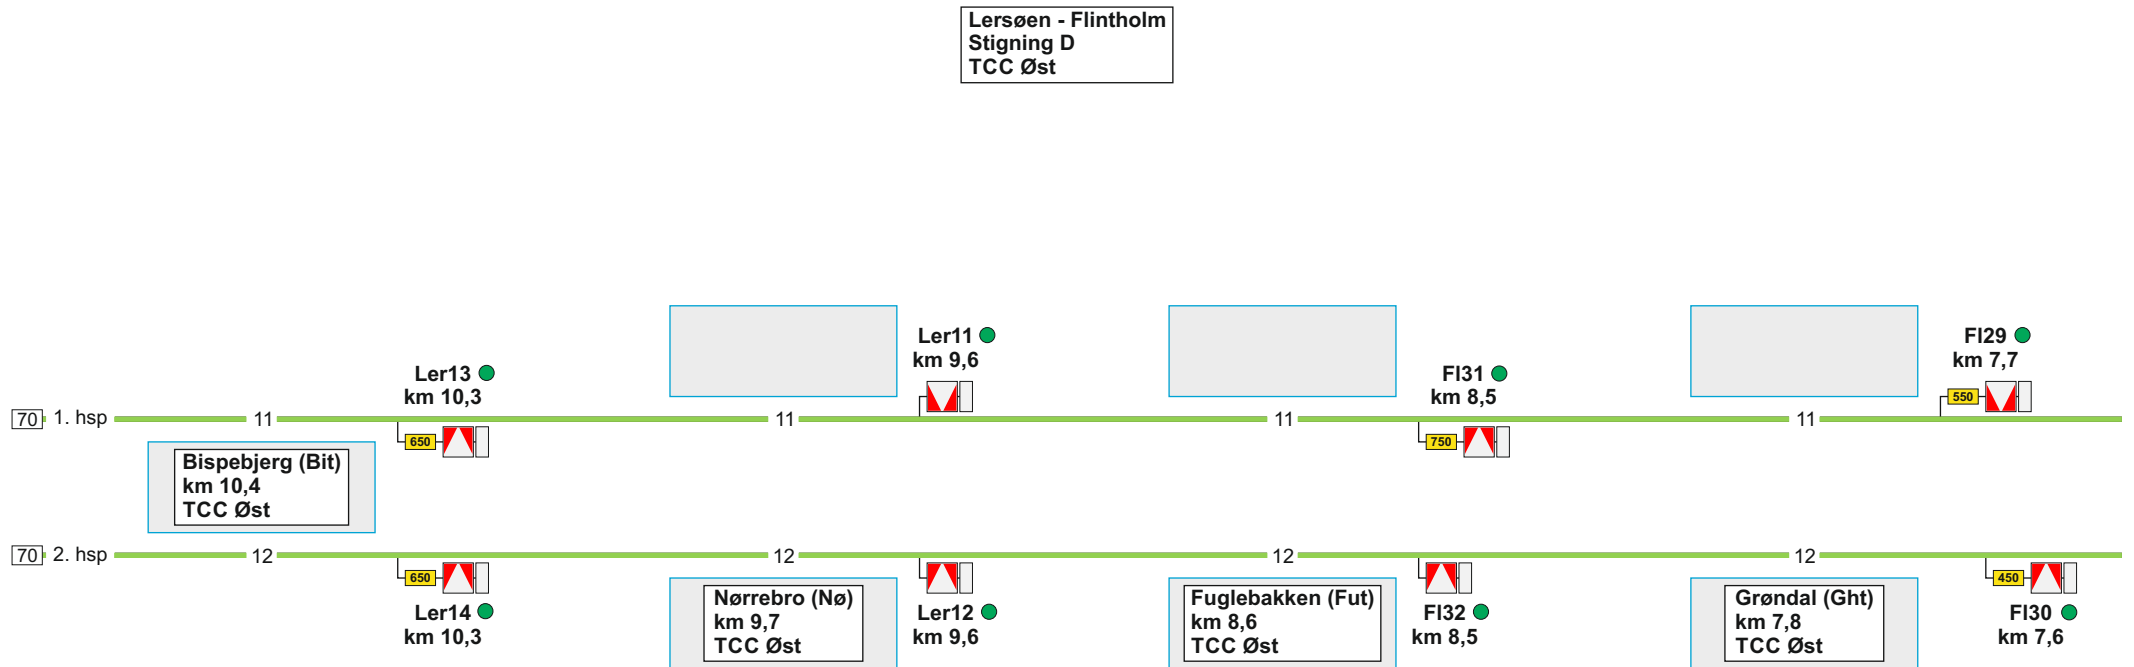 Lersøen - Flintholm
Stigning D
TCC Øst
Ler11
km 9,6
Fl29
km 7,7
Ler13
km 10,3
Fl31
km 8,5
550
70 1. hsp 11 11 11 11
650
750
Bispebjerg (Bit)
km 10,4
TCC Øst
70 2. hsp 12 12 12 12
650
450
Ler14
km 10,3
Nørrebro (Nø)
km 9,7
TCC Øst
Ler12
km 9,6
Fuglebakken (Fut)
km 8,6
TCC Øst
Fl32
km 8,5
Grøndal (Ght)
km 7,8
TCC Øst
Fl30
km 7,6